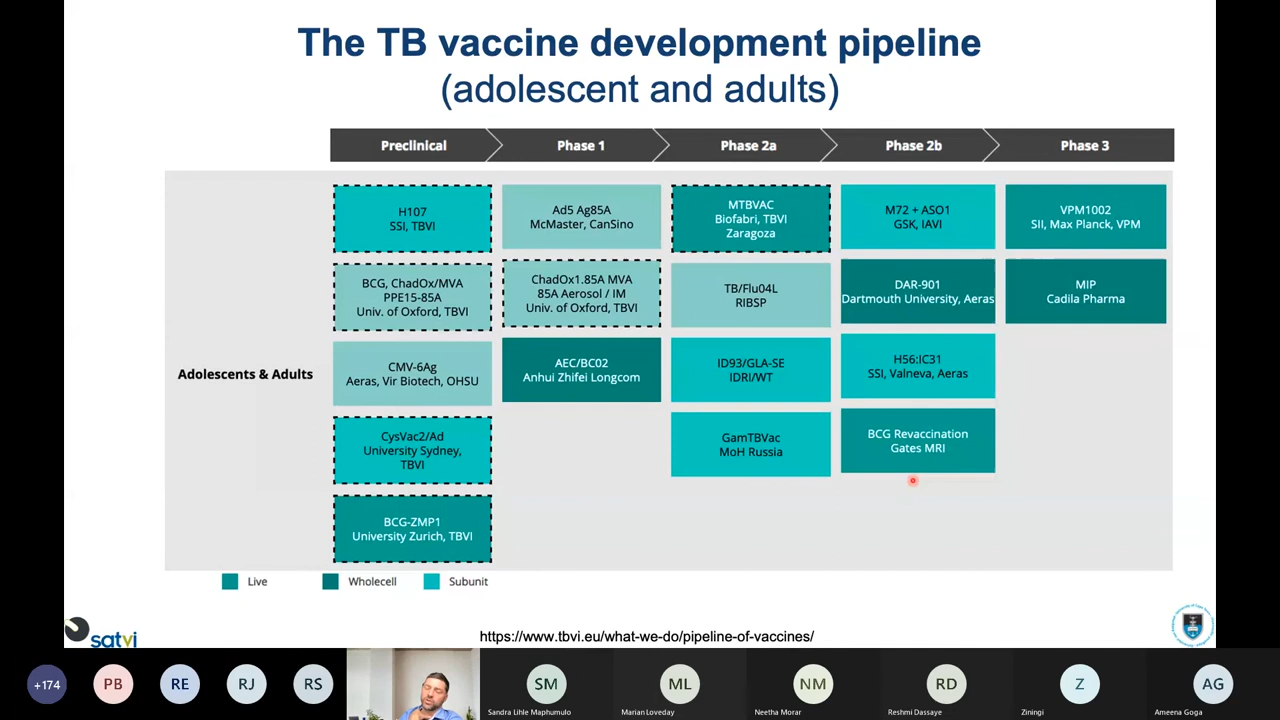 The TB vaccine development pipeline
(adolescent and adults)
Preclinical
Phase 1
Phase 2a
Phase 2b
Phase 3
Adolescents & Adults
H107
SSI, TBVI
BCG, ChadOx/MVA
PPE15-85A
Univ. of Oxford, TBVI
CMV-6Ag
Aeras, Vir Biotech, OHSU
CysVac2/Ad
University Sydney,
TBVI
BCG-ZMP1
University Zurich, TBVI
Ad5 Ag85A
McMaster, CanSino
ChadOx1.85A MVA
85A Aerosol / IM
Univ. of Oxford, TBVI
AEC/BC02
Anhui Zhifei Longcom
MTBVAC
Biofabri, TBVI
Zaragoza
TB/Flu04L
RIBSP
ID93/GLA-SE
IDRI/WT
GamTBVac
MoH Russia
M72 + ASO1
GSK, IAVI
DAR-901
Dartmouth University, Aeras
H56:IC31
SSI, Valneva, Aeras
BCG Revaccination
Gates MRI
VPM1002
SII, Max Planck, VPM
MIP
Cadila Pharma
Live
Wholecell
Subunit
satvi
https://www.tbvi.eu/what-we-do/pipeline-of-vaccines/
+174
PB
RE
RJ
RS
SM
Sandra Lihle Maphumulo
ML
Marian Loveday
NM
Neetha Morar
RD
Reshmi Dassaye
Z
Ziningi
AG
Ameena Goga